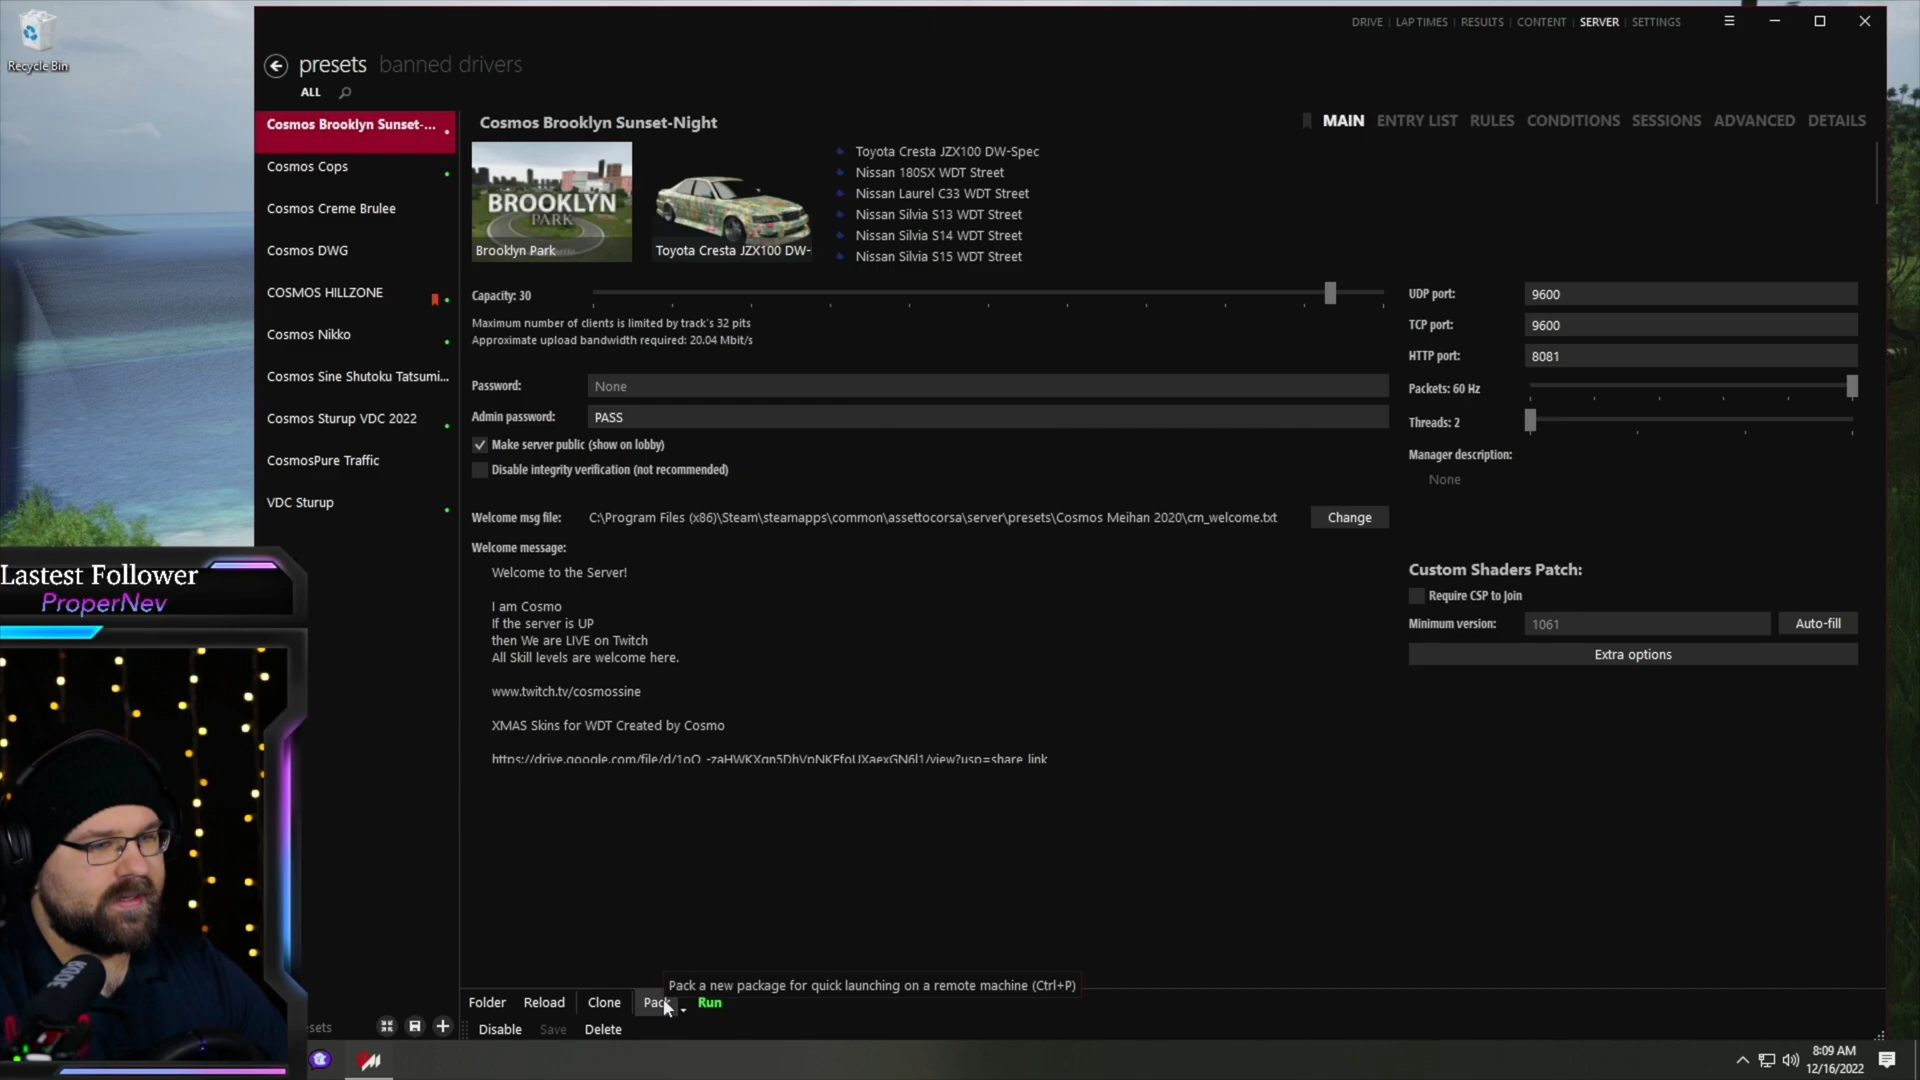 Recycle Bin
DRIVE LAP TIMES RESULTS CONTENT SERVER SETTINGS
presets banned drivers
ALL
Cosmos Brooklyn Sunset-...
Cosmos Cops
Cosmos Creme Brulee
Cosmos DWG
COSMOS HILLZONE
Cosmos Nikko
Cosmos Sine Shutoku Tatsumi...
Cosmos Sturup VDC 2022
CosmosPure Traffic
VDC Sturup
Cosmos Brooklyn Sunset-Night
MAIN ENTRY LIST RULES CONDITIONS SESSIONS ADVANCED DETAILS
BROOKLYN
PARK
Brooklyn Park
Toyota Cresta JZX100 DW-
Toyota Cresta JZX100 DW-Spec
Nissan 180SX WDT Street
Nissan Laurel C33 WDT Street
Nissan Silvia S13 WDT Street
Nissan Silvia S14 WDT Street
Nissan Silvia S15 WDT Street
Capacity: 30
Maximum number of clients is limited by track's 32 pits
Approximate upload bandwidth required: 20.04 Mbit/s
Password: None
Admin password: PASS
Make server public (show on lobby)
Disable integrity verification (not recommended)
Welcome msg file: C:\Program Files (x86)\Steam\steamapps\common\assettocorsa\server\presets\Cosmos Meihan 2020\cm_welcome.txt Change
Welcome message:
Welcome to the Server!
I am Cosmo
If the server is UP
then We are LIVE on Twitch
All Skill levels are welcome here.
www.twitch.tv/cosmossine
XMAS Skins for WDT Created by Cosmo
UDP port: 9600
TCP port: 9600
HTTP port: 8081
Packets: 60 Hz
Threads: 2
Manager description:
None
Custom Shaders Patch:
Require CSP to Join
Minimum version: 1061 Auto-fill
Extra options
Lastest Follower
ProperNev
RODE
Pack a new package for quick launching on a remote machine (Ctrl+P)
Folder Reload Clone Pack Run
Disable Save Delete
8:09 AM
12/16/2022